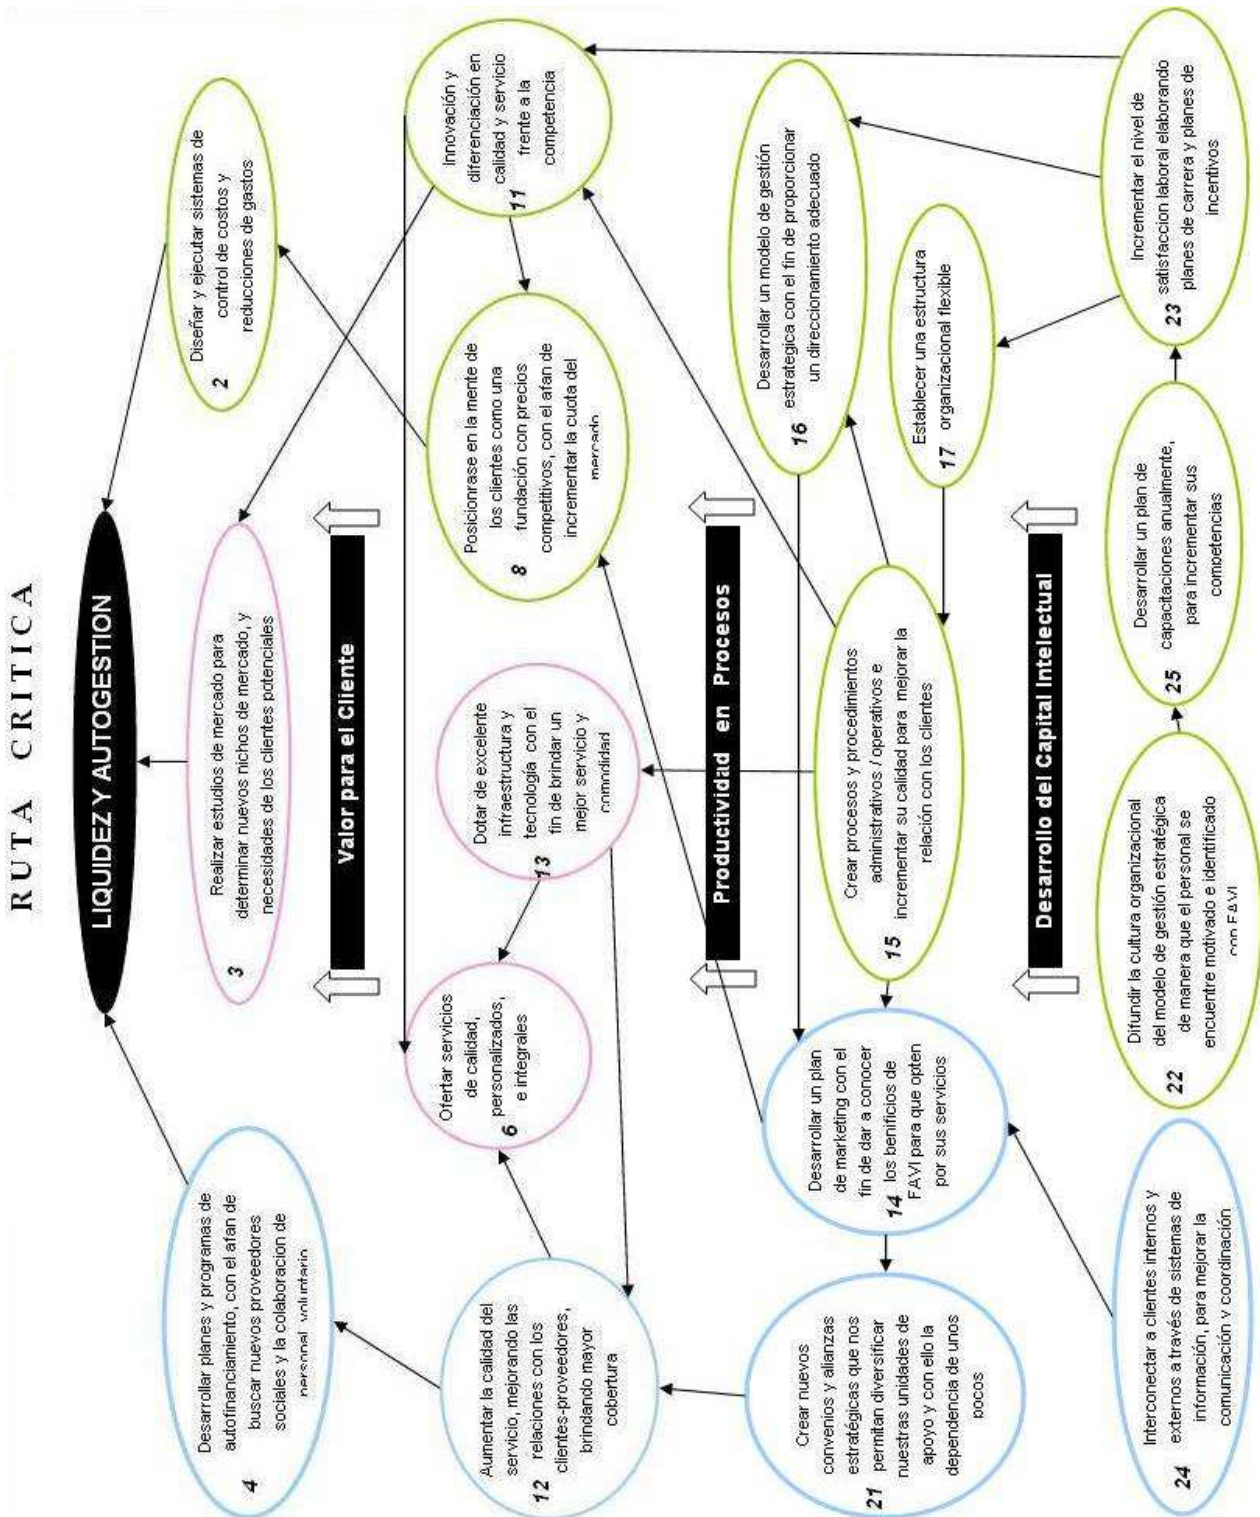 RUTA CRITICA
LIQUIDEZ Y AUTOGESTION
Desarrollar planes y programas de
autofinanciamiento, con el afan de
buscar nuevos proveedores
sociales y la colaboracion de
personal voluntario
4
Realizar estudios de mercado para
determinar nuevos nichos de mercado, y
necesidades de los clientes potenciales
3
Diseñar y ejecutar sistemas de
control de costos y
reducciones de gastos
2
Valor para el Cliente
Aumentar la calidad del
servicio, mejorando las
relaciones con los
clientes-proveedores,
brindando mayor
cobertura
12
Ofertar servicios
de calidad,
personalizados,
e integrales
6
Dotar de excelente
infraestructura y
tecnología con el
fin de brindar un
mejor servicio y
comodidad
13
Posicionrase en la mente de
los clientes como una
fundación con precios
competitivos, con el afan de
incrementar la cuota del
mercado
8
Innovación y
diferenciación en
calidad y servicio
frente a la
competencia
11
Productividad en Procesos
Crear nuevos
convenios y alianzas
estratégicas que nos
permitan diversificar
nuestras unidades de
apoyo y con ello la
dependencia de unos
pocos
21
Desarrollar un plan
de marketing con el
fin de dar a conocer
los benificios de
FAVI para que opten
por sus servicios
14
Crear procesos y procedimientos
administrativos / operativos e
incrementar su calidad para mejorar la
relación con los clientes
15
Desarrollar un modelo de gestión
estrategica con el fin de proporcionar
un direccionamiento adecuado
16
Establecer una estructura
organizacional flexible
17
Desarrollo del Capital Intelectual
Interconectar a clientes internos y
externos a través de sistemas de
información, para mejorar la
comunicación y coordinación
24
Difundir la cultura organizacional
del modelo de gestión estratégica
de manera que el personal se
encuentre motivado e identificado
con FAVI
22
Desarrollar un plan de
capacitaciones anualmente,
para incrementar sus
competencias
25
Incrementar el nivel de
satisfaccion laboral elaborando
planes de carrera y planes de
incentivos
23